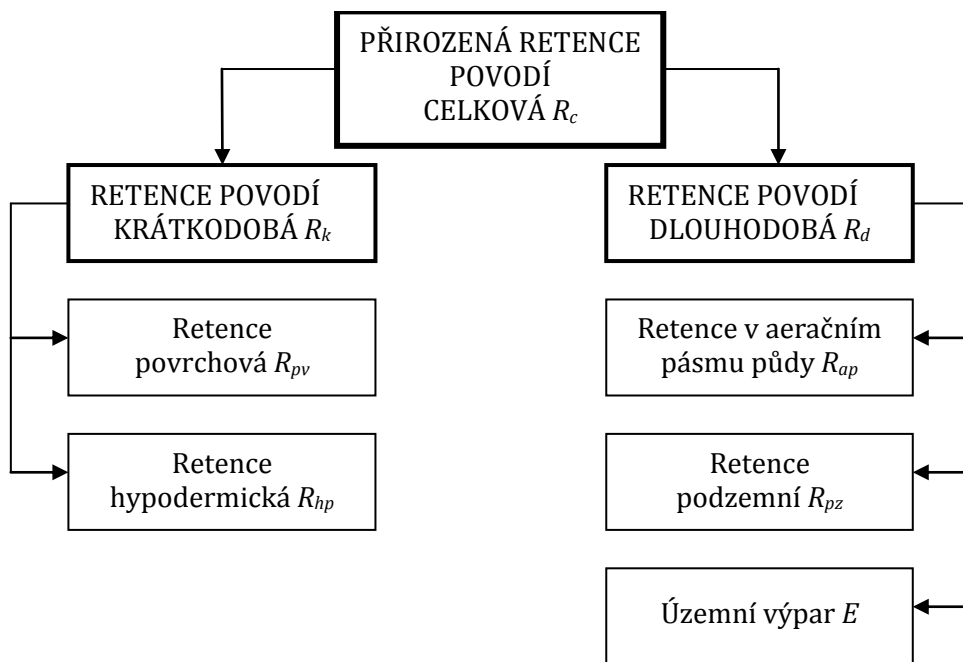 PŘIROZENÁ RETENCE
POVODÍ
CELKOVÁ Rc
RETENCE POVODÍ
KRÁTKODOBÁ Rk
Retence
povrchová Rpv
Retence
hypodermická Rhp
RETENCE POVODÍ
DLOUHODOBÁ Rd
Retence v aeračním
pásmu půdy Rap
Retence
podzemní Rpz
Územní výpar E